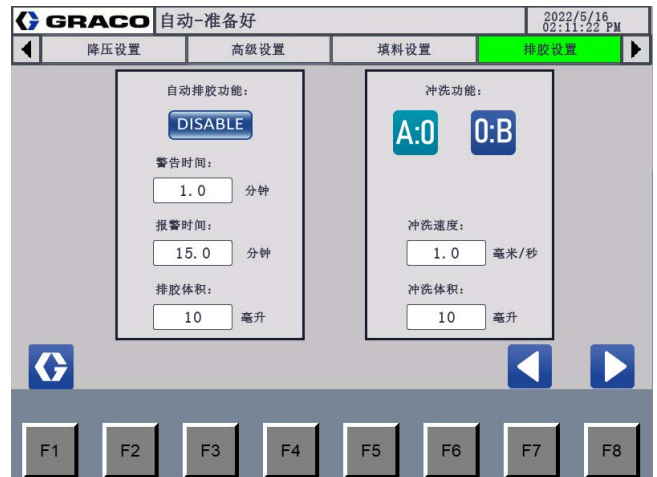 GRACO 自动-准备好 2022/5/16
02:11:22 PM
降压设置 高级设置 填料设置 排胶设置
自动排胶功能: 冲洗功能:
DISABLE A:0 0:B
警告时间:
1.0 分钟
报警时间: 冲洗速度:
15.0 分钟 1.0 毫米/秒
排胶体积: 冲洗体积:
10 毫升 10 毫升
F1 F2 F3 F4 F5 F6 F7 F8